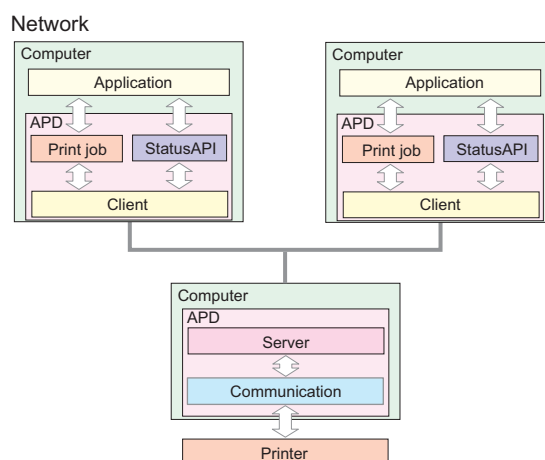 Network
Computer
Application
APD
Print job
StatusAPI
Client
Computer
Application
APD
Print job
StatusAPI
Client
Computer
APD
Server
Communication
Printer